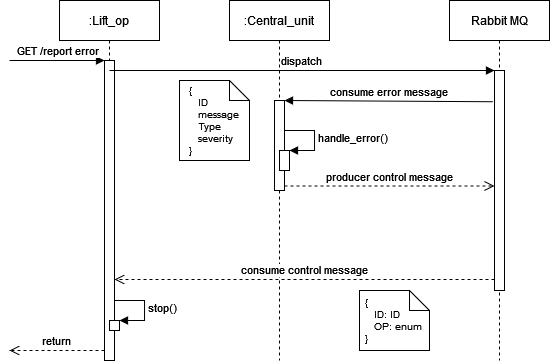 :Lift_op
:Central_unit
Rabbit MQ
GET /report error
dispatch
{
ID
message
Type
severity
}
consume error message
handle_error()
producer control message
consume control message
stop()
{
ID: ID
OP: enum
}
return